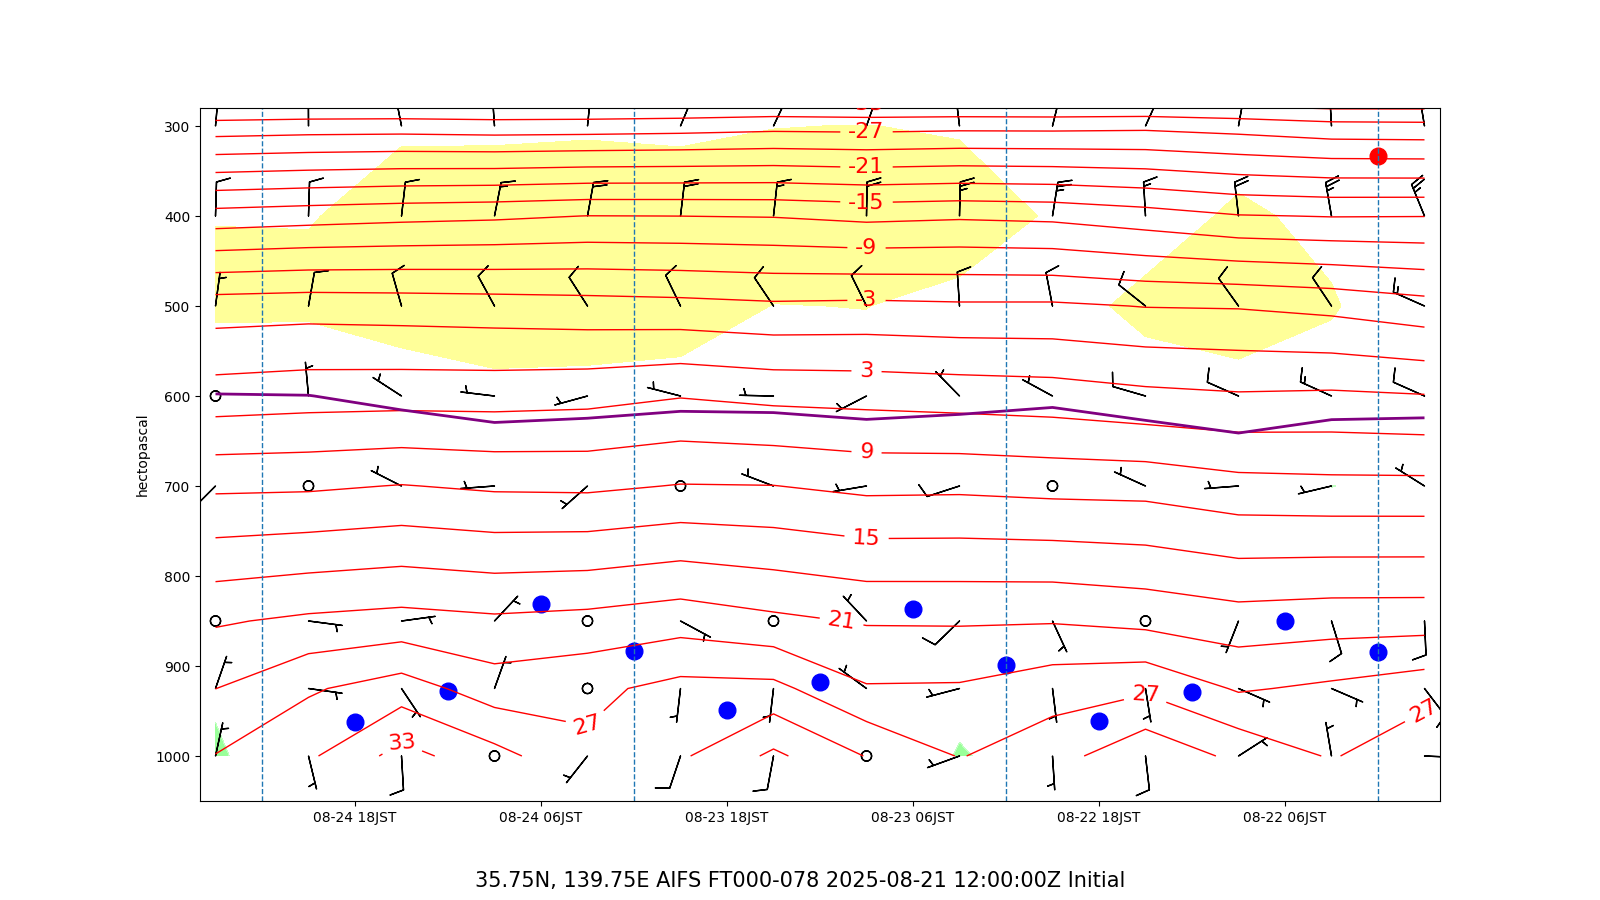 300
400
500
600
700
800
900
1000
hectopascal
-27
-21
-15
-9
-3
3
9
15
21
27
27
27
33
08-24 18JST
08-24 06JST
08-23 18JST
08-23 06JST
08-22 18JST
08-22 06JST
35.75N, 139.75E AIFS FT000-078 2025-08-21 12:00:00Z Initial